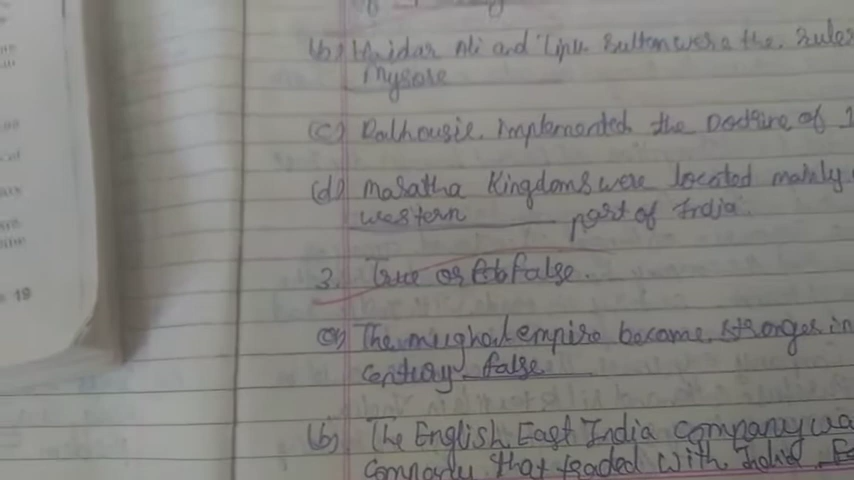 (b) Haidar Ali and Tipu Sultan were the rules
Mysore
(c) Dalhousie implemented the Doctrine of
(d) Maratha Kingdoms were located mainly
western part of India.
3. True or false.
(a) The mughal empire became stronger in
century false
(b) The English East India company wa
company that traded with India
19